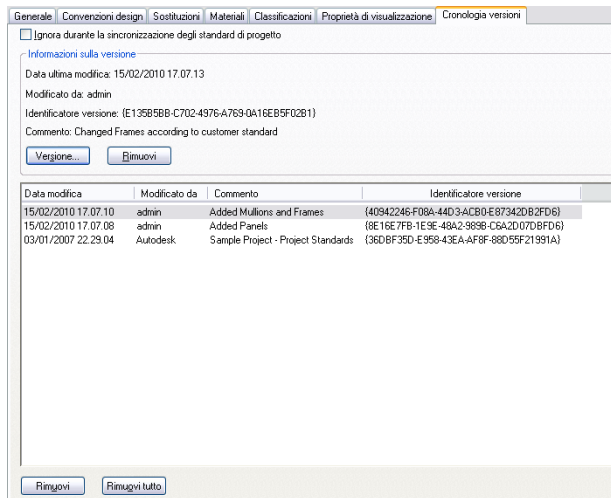 Generale Convenzioni design Sostituzioni Materiali Classificazioni Proprietà di visualizzazione Cronologia versioni
Ignora durante la sincronizzazione degli standard di progetto
Informazioni sulla versione
Data ultima modifica: 15/02/2010 17.07.13
Modificato da: admin
Identificatore versione: {E135B5BB-C702-4976-A769-0A16EB5F02B1}
Commento: Changed Frames according to customer standard
Versione... Rimuovi
Data modifica Modificato da Commento Identificatore versione
15/02/2010 17.07.10 admin Added Mullions and Frames {40942246-F08A-44D3-ACB0-E87342DB2FD6}
15/02/2010 17.07.08 admin Added Panels {8E16E7FB-1E9E-48A2-989B-C6A2D07DBFD6}
03/01/2007 22.29.04 Autodesk Sample Project - Project Standards {36DBF35D-E958-43EA-AF8F-88D55F21991A}
Rimuovi Rimuovi tutto